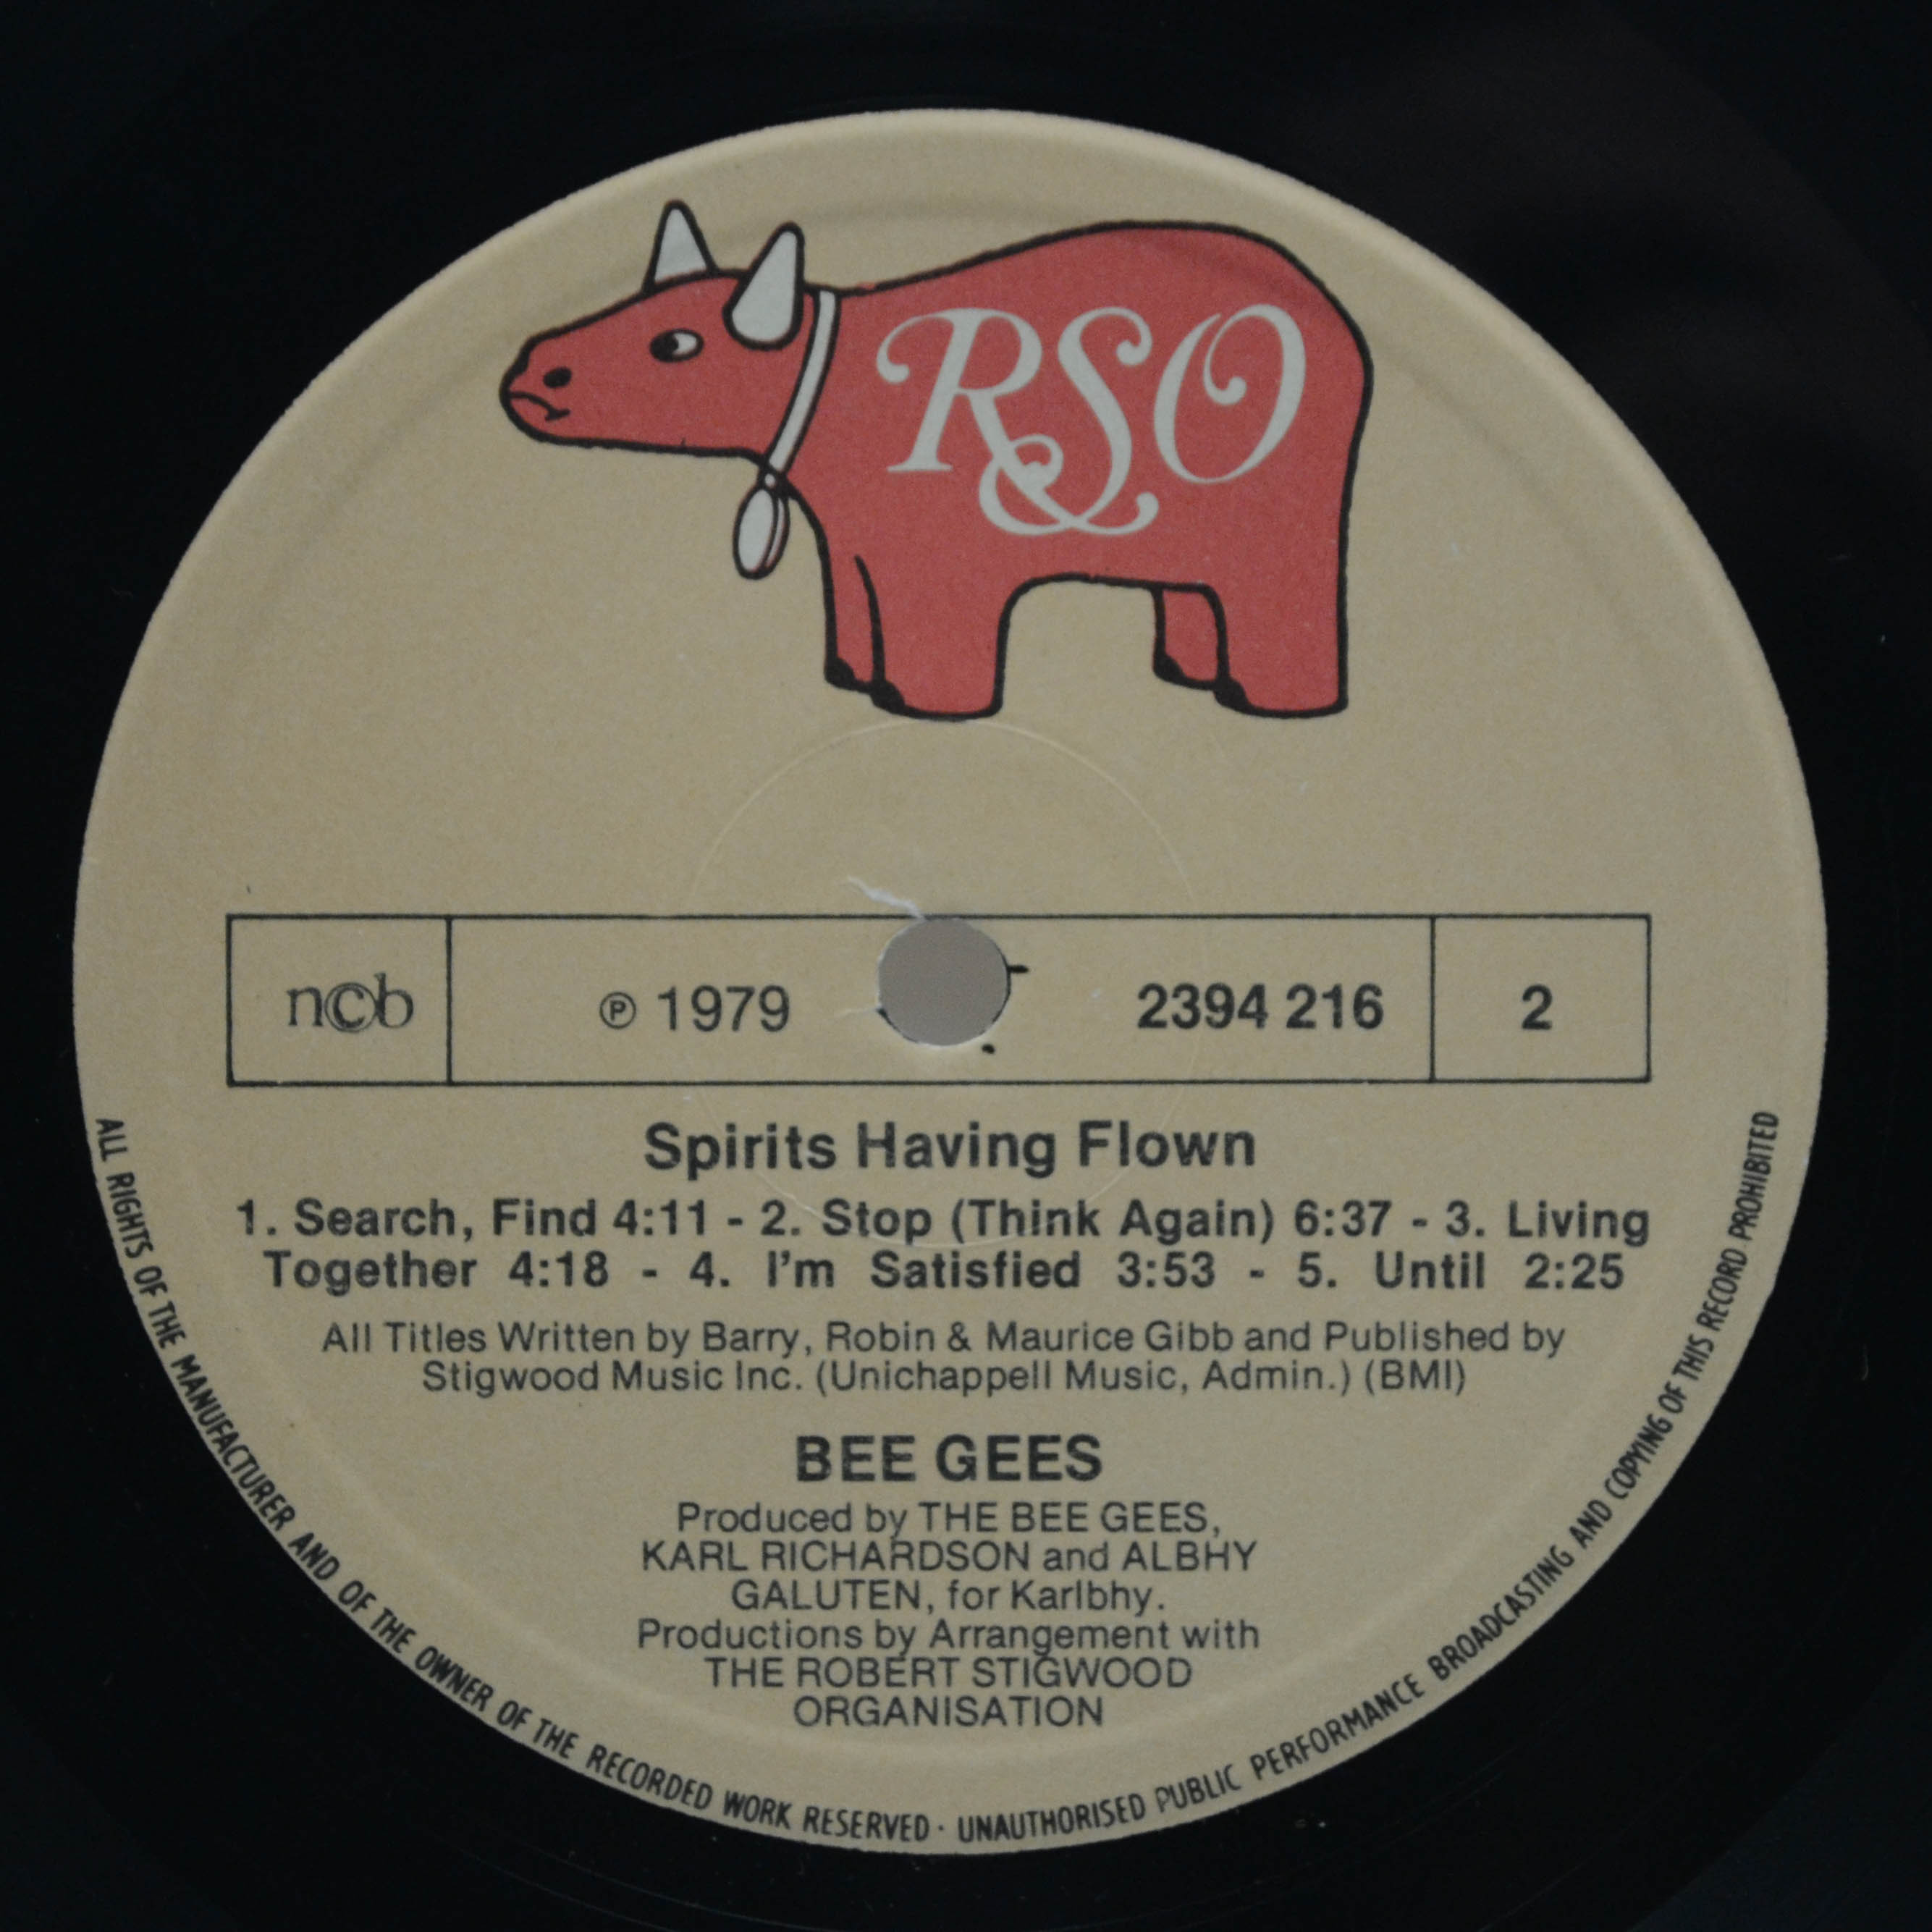 RSO
ncb
℗ 1979
2394 216
2
Spirits Having Flown
1. Search, Find 4:11 - 2. Stop (Think Again) 6:37 - 3. Living
Together 4:18 - 4. I'm Satisfied 3:53 - 5. Until 2:25
All Titles Written by Barry, Robin & Maurice Gibb and Published by
Stigwood Music Inc. (Unichappell Music, Admin.) (BMI)
BEE GEES
Produced by THE BEE GEES,
KARL RICHARDSON and ALBHY
GALUTEN, for Karlbhy.
Productions by Arrangement with
THE ROBERT STIGWOOD
ORGANISATION
ALL RIGHTS OF THE MANUFACTURER AND OF THE OWNER OF THE RECORDED WORK RESERVED · UNAUTHORISED PUBLIC PERFORMANCE BROADCASTING AND COPYING OF THIS RECORD PROHIBITED